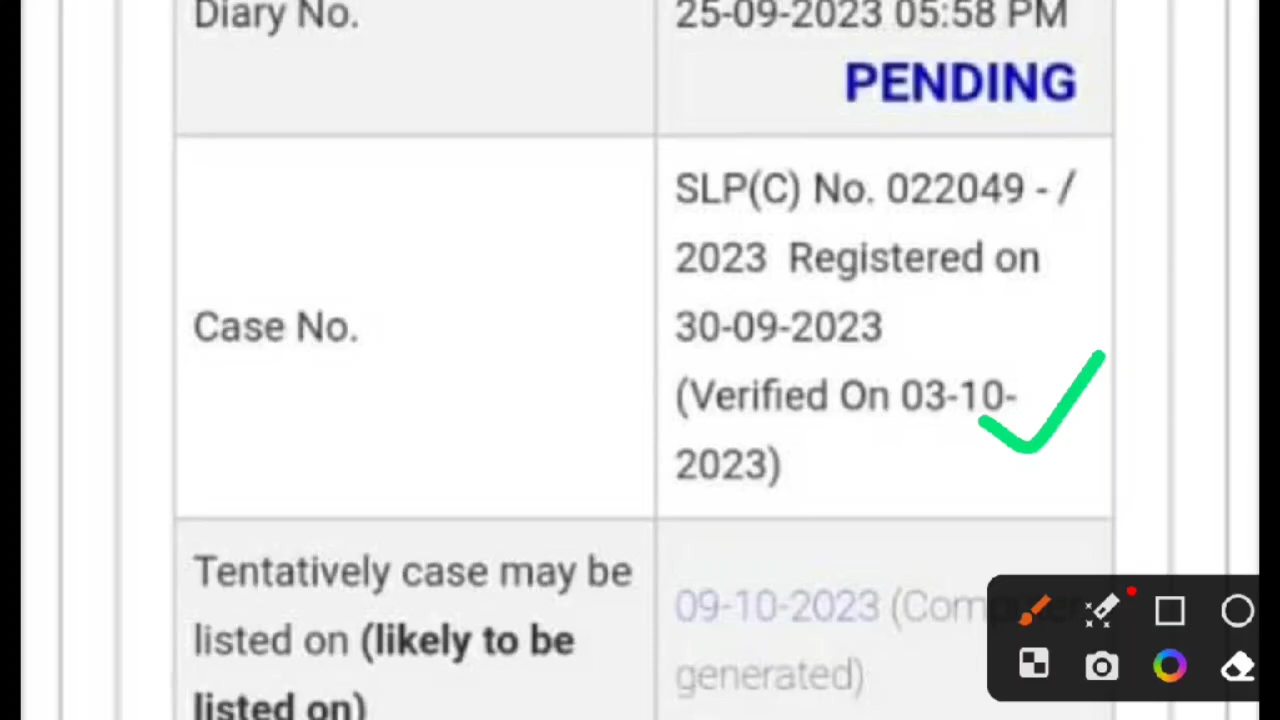 Diary No.
25-09-2023 05:58 PM
PENDING
Case No.
SLP(C) No. 022049 - /
2023 Registered on
30-09-2023
(Verified On 03-10-
2023)
Tentatively case may be
listed on (likely to be
listed on)
09-10-2023 (Computer
generated)